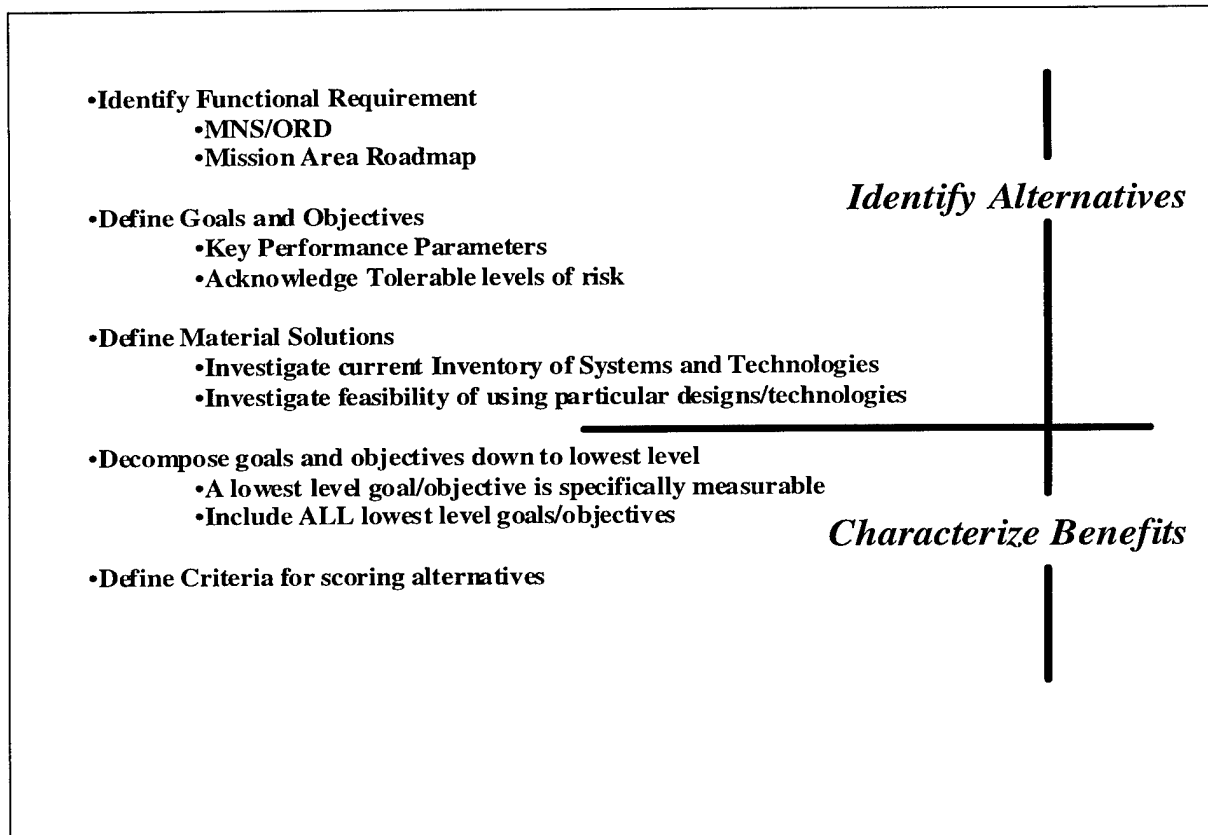 •Identify Functional Requirement
•MNS/ORD
•Mission Area Roadmap
Identify Alternatives
•Define Goals and Objectives
•Key Performance Parameters
•Acknowledge Tolerable levels of risk
•Define Material Solutions
•Investigate current Inventory of Systems and Technologies
•Investigate feasibility of using particular designs/technologies
•Decompose goals and objectives down to lowest level
•A lowest level goal/objective is specifically measurable
•Include ALL lowest level goals/objectives
Characterize Benefits
•Define Criteria for scoring alternatives